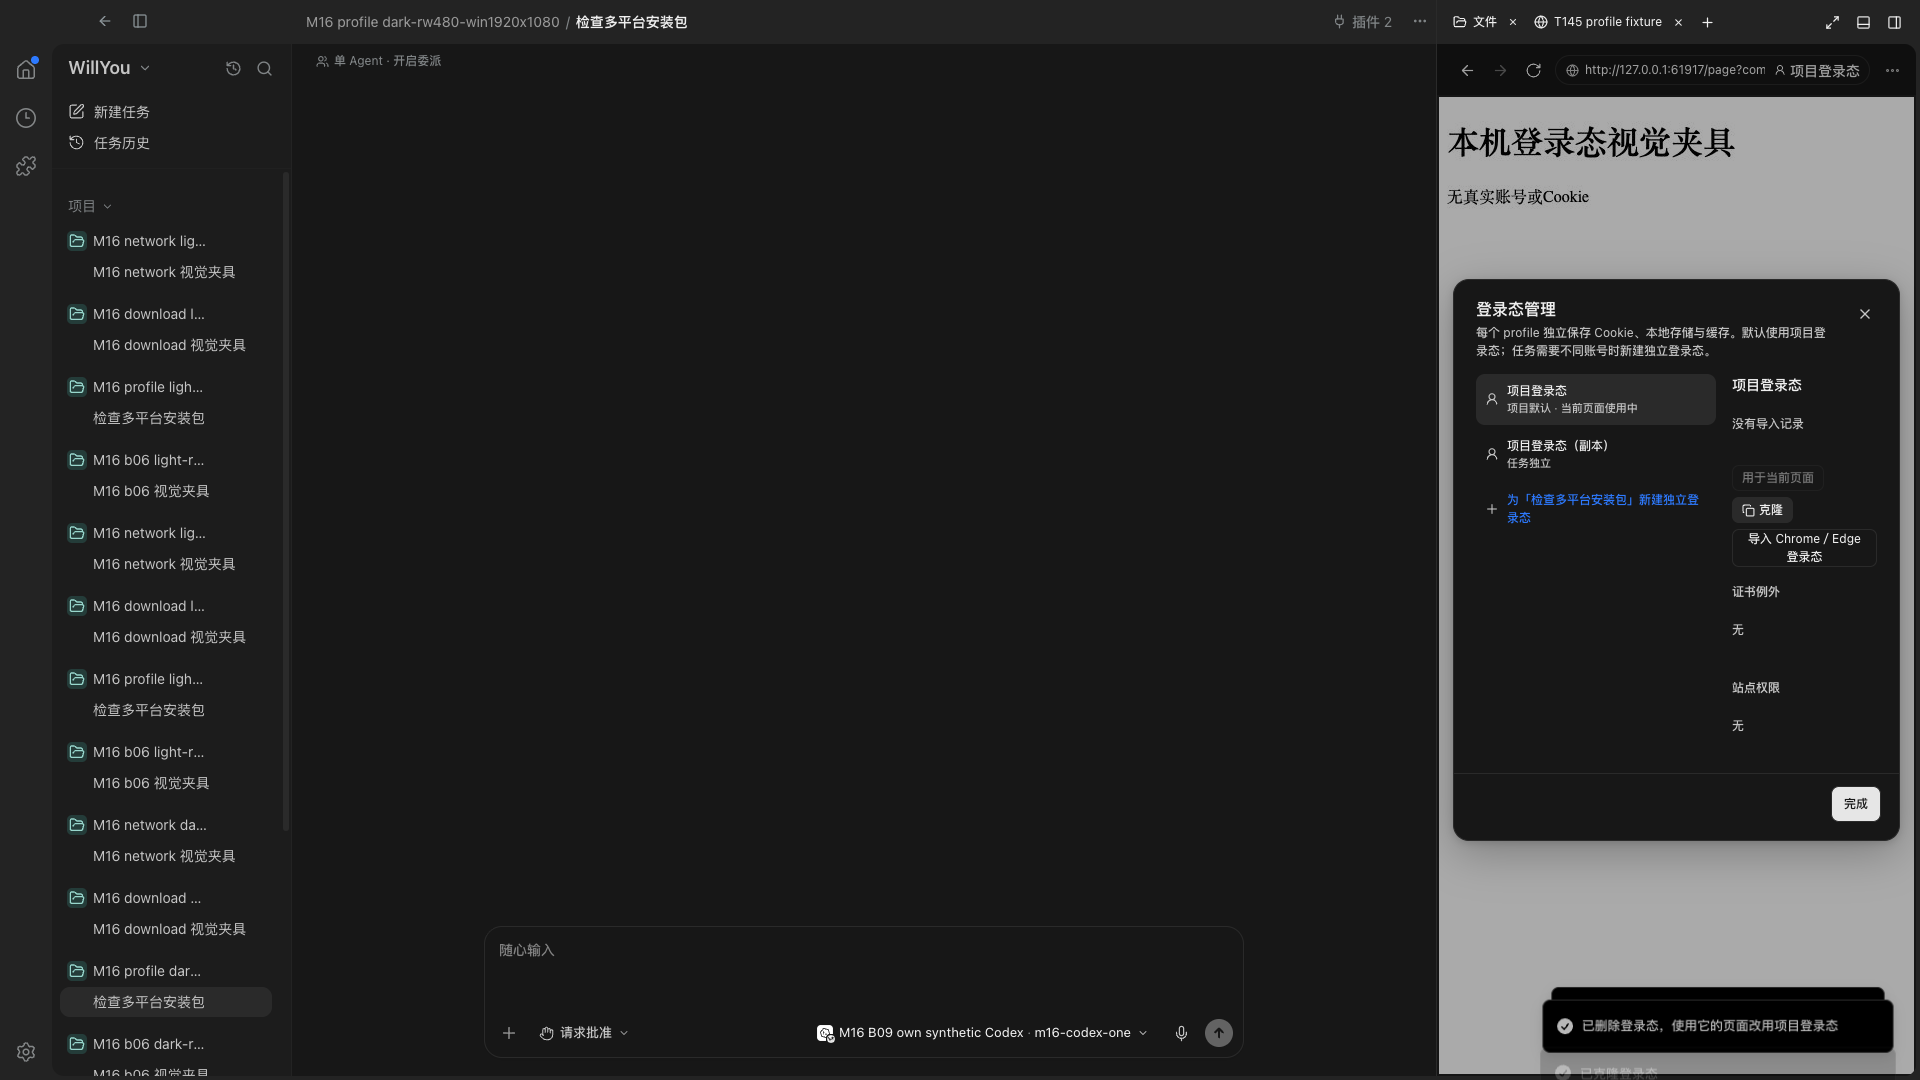 M16 profile dark-rw480-win1920x1080 / 检查多平台安装包
插件 2
文件
T145 profile fixture
WillYou
新建任务
任务历史
项目
M16 network lig...
M16 network 视觉夹具
M16 download l...
M16 download 视觉夹具
M16 profile ligh...
检查多平台安装包
M16 b06 light-r...
M16 b06 视觉夹具
M16 network lig...
M16 network 视觉夹具
M16 download l...
M16 download 视觉夹具
M16 profile ligh...
检查多平台安装包
M16 b06 light-r...
M16 b06 视觉夹具
M16 network da...
M16 network 视觉夹具
M16 download ...
M16 download 视觉夹具
M16 profile dar...
检查多平台安装包
M16 b06 dark-r...
M16 b06 视觉夹具
单 Agent · 开启委派
随心输入
请求批准
M16 B09 own synthetic Codex · m16-codex-one
http://127.0.0.1:61917/page?com
项目登录态
本机登录态视觉夹具
无真实账号或Cookie
登录态管理
每个 profile 独立保存 Cookie、本地存储与缓存。默认使用项目登
录态；任务需要不同账号时新建独立登录态。
项目登录态
项目默认 · 当前页面使用中
项目登录态（副本）
任务独立
为「检查多平台安装包」新建独立登
录态
项目登录态
没有导入记录
用于当前页面
克隆
导入 Chrome / Edge
登录态
证书例外
无
站点权限
无
完成
已删除登录态，使用它的页面改用项目登录态
已克隆登录态